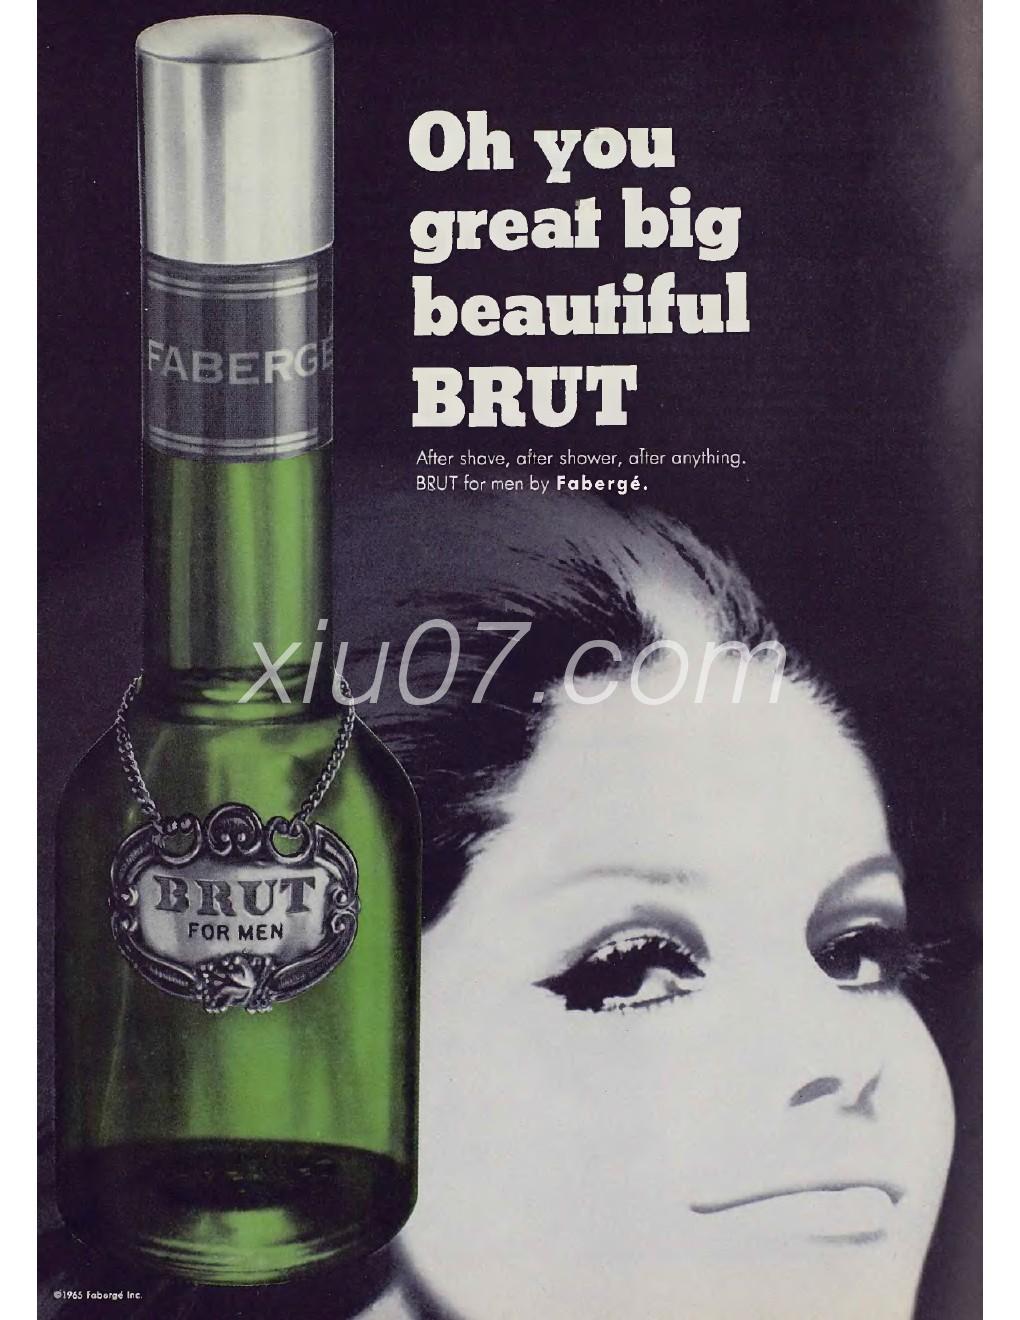 Oh you
great big
beautiful
BRUT
After shave, after shower, after anything.
BRUT for men by Fabergé.
FABERGÉ
xiu07.com
BRUT
FOR MEN
©1965 Fabergé Inc.